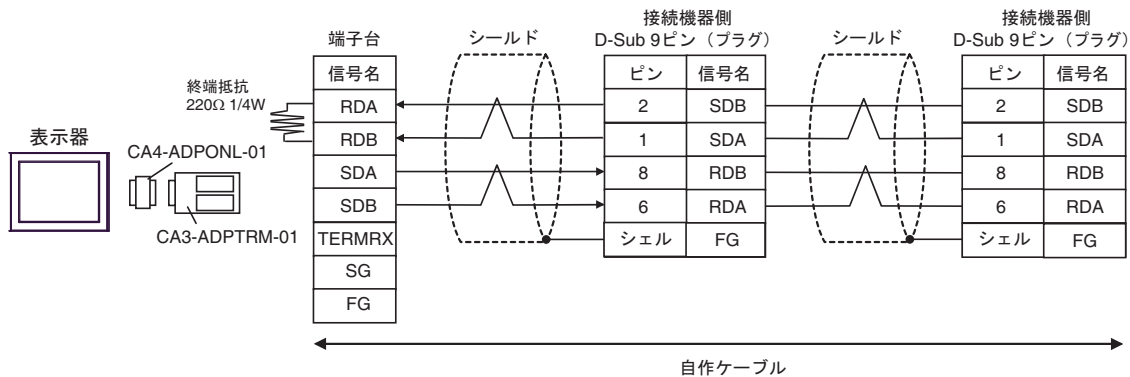 表示器
CA4-ADPONL-01
CA3-ADPTRM-01
終端抵抗
220Ω 1/4W
端子台
信号名
RDA
RDB
SDA
SDB
TERMRX
SG
FG
シールド
接続機器側
D-Sub 9ピン（プラグ）
ピン 信号名
2 SDB
1 SDA
8 RDB
6 RDA
シェル FG
シールド
接続機器側
D-Sub 9ピン（プラグ）
ピン 信号名
2 SDB
1 SDA
8 RDB
6 RDA
シェル FG
自作ケーブル